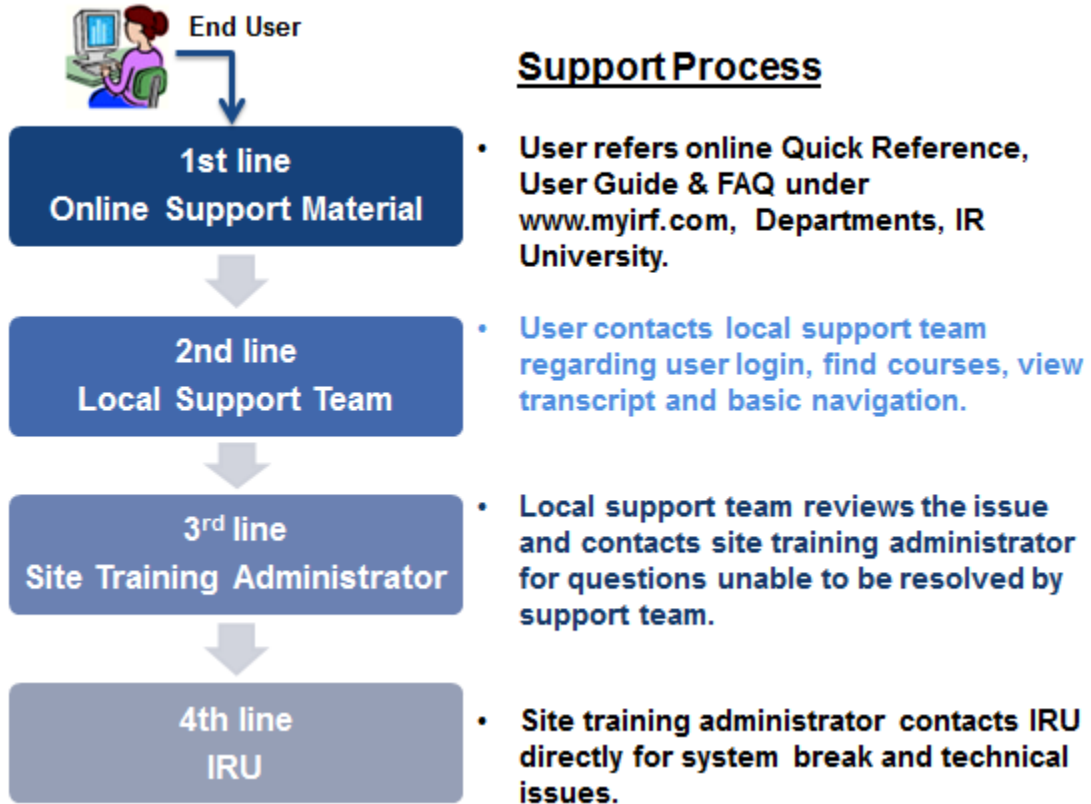 End User
Support Process
1st line
Online Support Material
• User refers online Quick Reference,
User Guide & FAQ under
www.myirf.com, Departments, IR
University.
2nd line
Local Support Team
• User contacts local support team
regarding user login, find courses, view
transcript and basic navigation.
3rd line
Site Training Administrator
• Local support team reviews the issue
and contacts site training administrator
for questions unable to be resolved by
support team.
4th line
IRU
• Site training administrator contacts IRU
directly for system break and technical
issues.